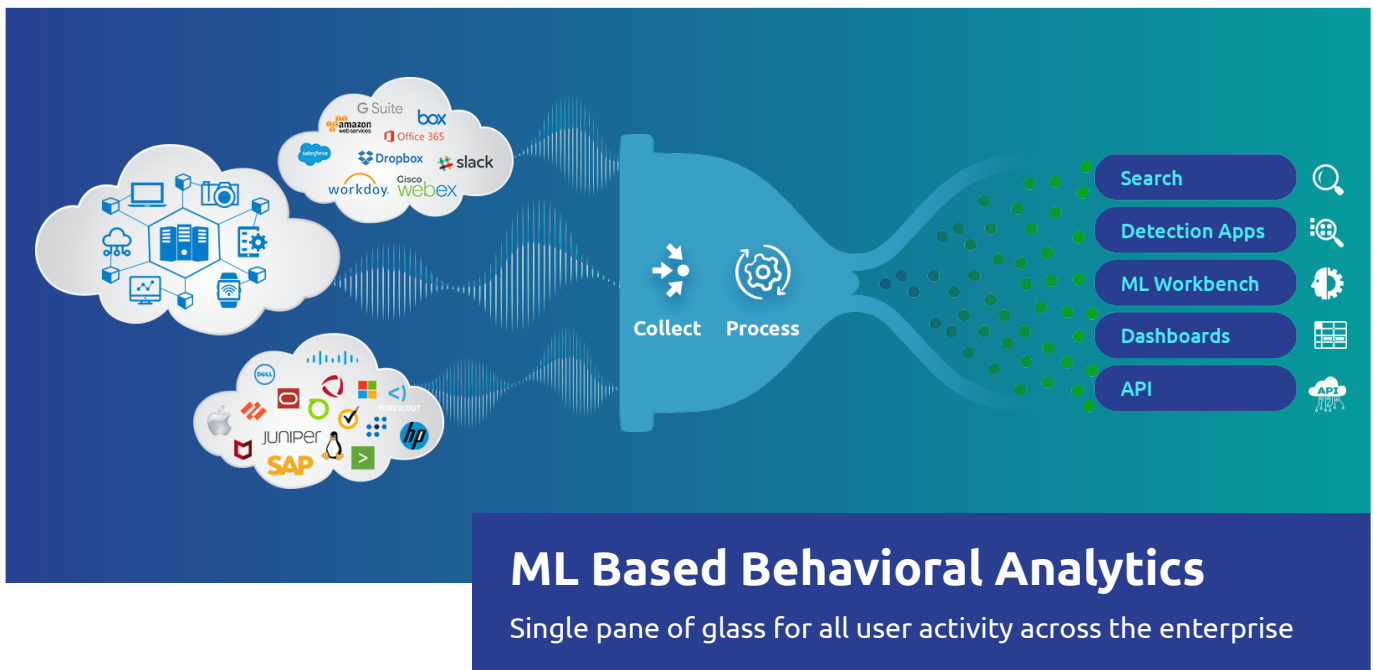 G Suite
amazon
webservices
box
Office 365
salesforce
Dropbox
slack
workday.
Cisco
webex
DELL
FORESCOUT
JUNIPEr
hp
SAP
>
Collect
Process
Search
Detection Apps
ML Workbench
Dashboards
API
API
ML Based Behavioral Analytics
Single pane of glass for all user activity across the enterprise